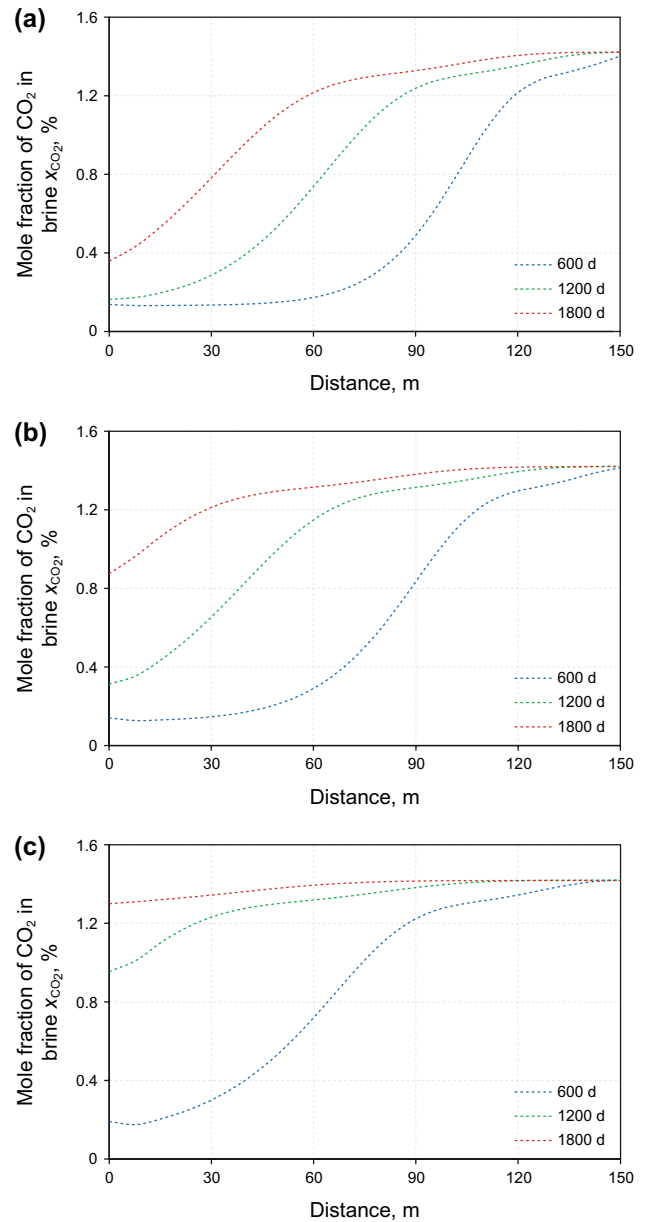 (a)
1.6
1.2
0.8
0.4
0
Mole fraction of CO₂ in
brine x_CO₂, %
600 d
1200 d
1800 d
0 30 60 90 120 150
Distance, m
(b)
1.6
1.2
0.8
0.4
0
Mole fraction of CO₂ in
brine x_CO₂, %
600 d
1200 d
1800 d
0 30 60 90 120 150
Distance, m
(c)
1.6
1.2
0.8
0.4
0
Mole fraction of CO₂ in
brine x_CO₂, %
600 d
1200 d
1800 d
0 30 60 90 120 150
Distance, m